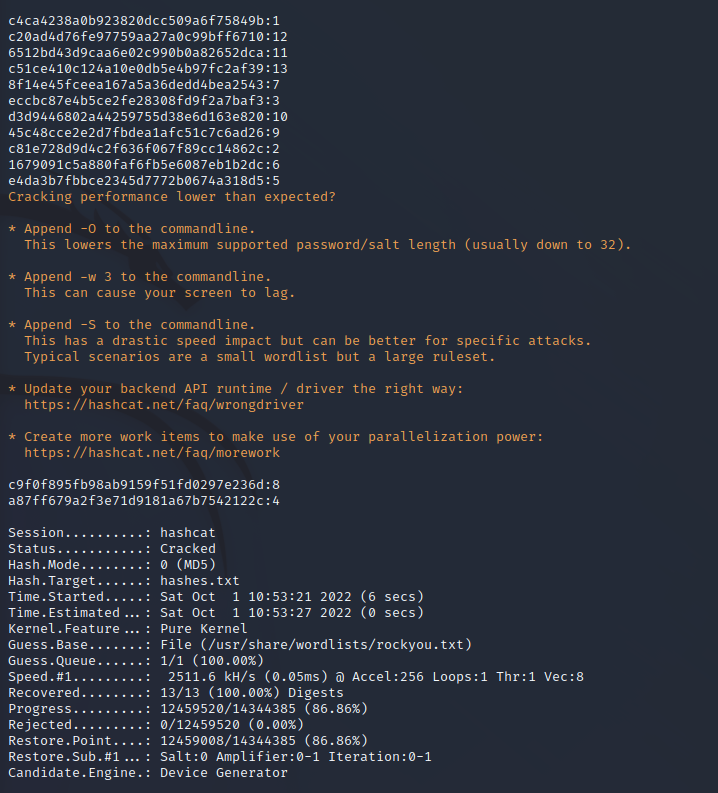 c4ca4238a0b923820dcc509a6f75849b:1
c20ad4d76fe97759aa27a0c99bff6710:12
6512bd43d9caa6e02c990b0a82652dca:11
c51ce410c124a10e0db5e4b97fc2af39:13
8f14e45fceea167a5a36dedd4bea2543:7
eccbc87e4b5ce2fe28308fd9f2a7baf3:3
d3d9446802a44259755d38e6d163e820:10
45c48cce2e2d7fbdea1afc51c7c6ad26:9
c81e728d9d4c2f636f067f89cc14862c:2
1679091c5a880faf6fb5e6087eb1b2dc:6
e4da3b7fbbce2345d7772b0674a318d5:5
Cracking performance lower than expected?
* Append -O to the commandline.
This lowers the maximum supported password/salt length (usually down to 32).
* Append -w 3 to the commandline.
This can cause your screen to lag.
* Append -S to the commandline.
This has a drastic speed impact but can be better for specific attacks.
Typical scenarios are a small wordlist but a large ruleset.
* Update your backend API runtime / driver the right way:
https://hashcat.net/faq/wrongdriver
* Create more work items to make use of your parallelization power:
https://hashcat.net/faq/morework
c9f0f895fb98ab9159f51fd0297e236d:8
a87ff679a2f3e71d9181a67b7542122c:4
Session..........: hashcat
Status...........: Cracked
Hash.Mode........: 0 (MD5)
Hash.Target......: hashes.txt
Time.Started.....: Sat Oct  1 10:53:21 2022 (6 secs)
Time.Estimated...: Sat Oct  1 10:53:27 2022 (0 secs)
Kernel.Feature...: Pure Kernel
Guess.Base.......: File (/usr/share/wordlists/rockyou.txt)
Guess.Queue......: 1/1 (100.00%)
Speed.#1.........:  2511.6 kH/s (0.05ms) @ Accel:256 Loops:1 Thr:1 Vec:8
Recovered........: 13/13 (100.00%) Digests
Progress.........: 12459520/14344385 (86.86%)
Rejected.........: 0/12459520 (0.00%)
Restore.Point....: 12459008/14344385 (86.86%)
Restore.Sub.#1...: Salt:0 Amplifier:0-1 Iteration:0-1
Candidate.Engine.: Device Generator